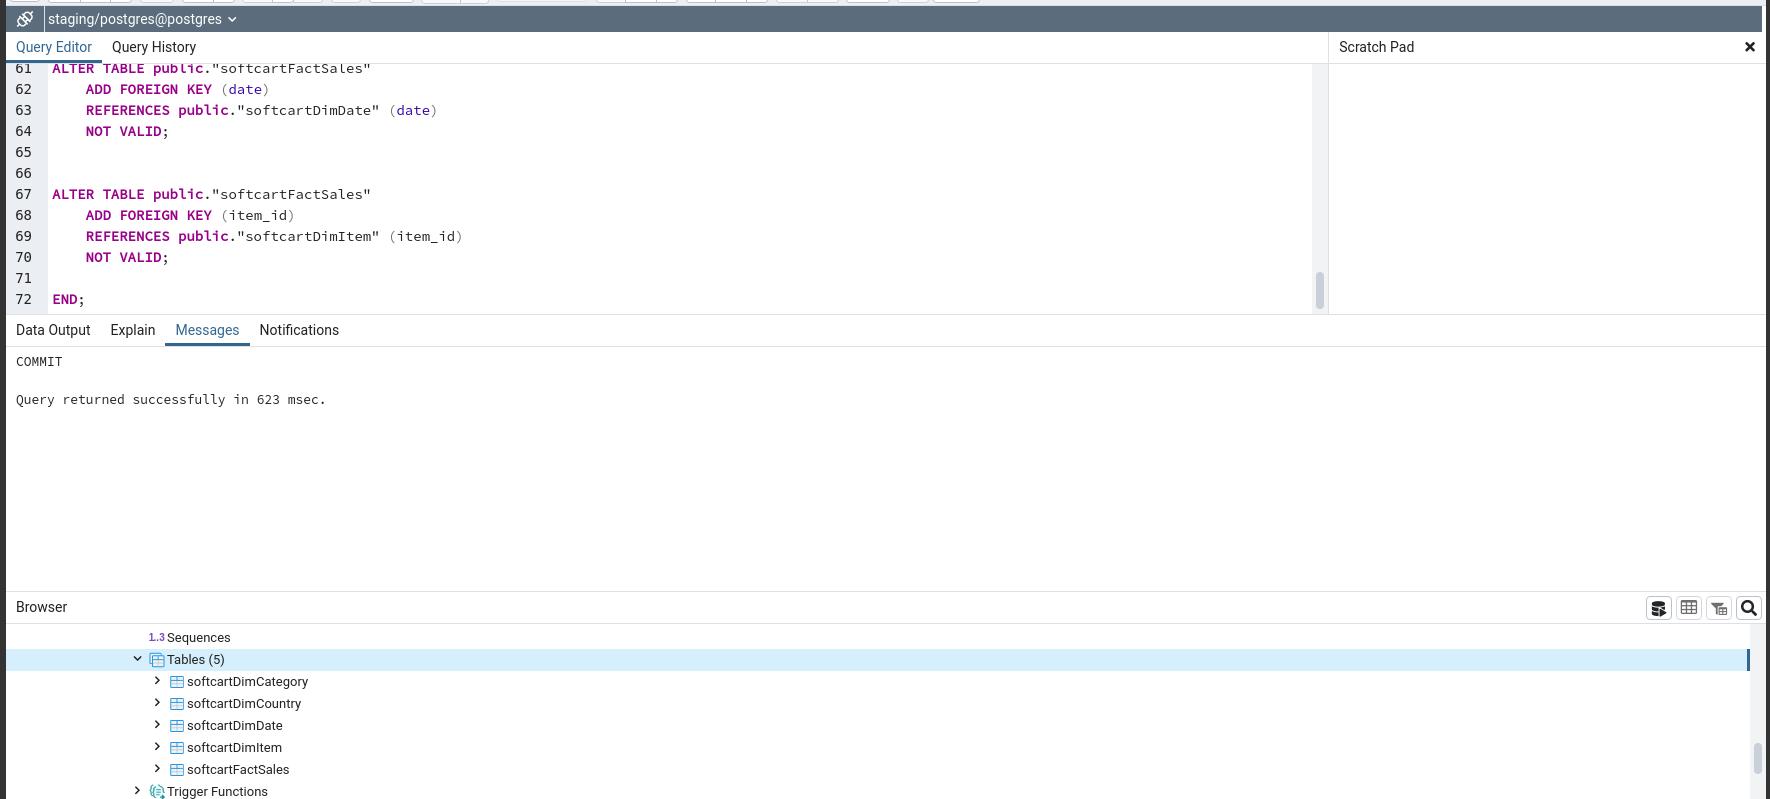 staging/postgres@postgres
Query Editor Query History
Scratch Pad
61 ALTER TABLE public."softcartFactSales"
62 ADD FOREIGN KEY (date)
63 REFERENCES public."softcartDimDate" (date)
64 NOT VALID;
65
66
67 ALTER TABLE public."softcartFactSales"
68 ADD FOREIGN KEY (item_id)
69 REFERENCES public."softcartDimItem" (item_id)
70 NOT VALID;
71
72 END;
Data Output Explain Messages Notifications
COMMIT
Query returned successfully in 623 msec.
Browser
1..3 Sequences
Tables (5)
softcartDimCategory
softcartDimCountry
softcartDimDate
softcartDimItem
softcartFactSales
Trigger Functions